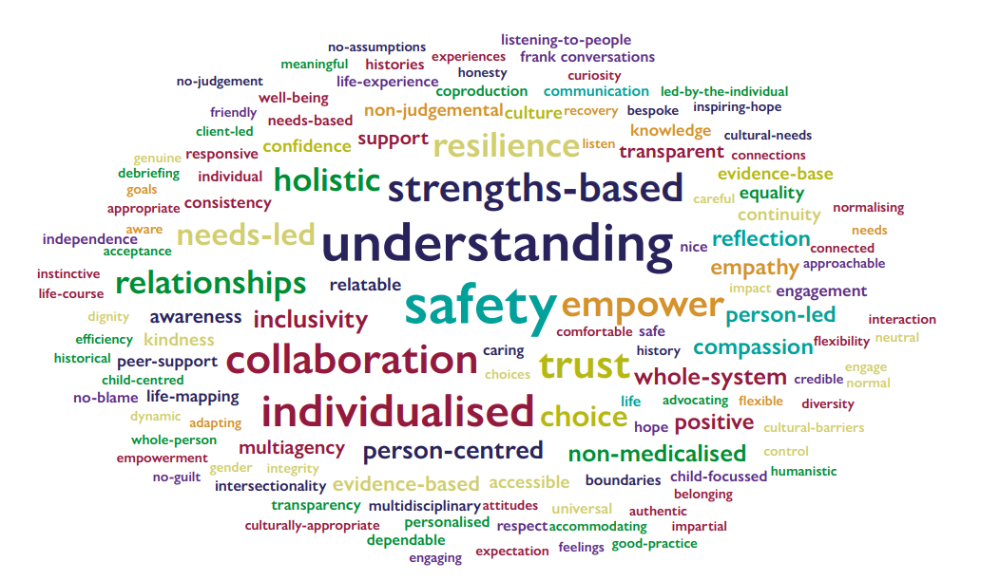 listening-to-people
no-assumptions
experiences
frank conversations
meaningful
histories
honesty
curiosity
no-judgement
life-experience
coproduction
communication
led-by-the-individual
well-being
friendly
needs-based
non-judgemental
culture
recovery
bespoke
inspiring-hope
client-led
confidence
support
resilience
listen
knowledge
cultural-needs
genuine
responsive
transparent
connections
debriefing
individual
holistic
strengths-based
evidence-base
goals
careful
equality
appropriate
consistency
continuity
normalising
independence
aware
needs-led
understanding
nice
reflection
needs
acceptance
connected
instinctive
relationships
relatable
empathy
approachable
life-course
safety
empower
impact
engagement
dignity
awareness
inclusivity
person-led
interaction
efficiency
kindness
comfortable
safe
compassion
flexibility
neutral
historical
peer-support
collaboration
caring
trust
history
child-centred
choices
whole-system
credible
engage
normal
no-blame
life-mapping
individualised
choice
life
advocating
flexible
diversity
dynamic
adapting
hope
positive
cultural-barriers
whole-person
multiagency
person-centred
non-medicalised
control
empowerment
no-guilt
gender
integrity
evidence-based
accessible
boundaries
child-focussed
humanistic
intersectionality
belonging
transparency
multidisciplinary
attitudes
universal
authentic
culturally-appropriate
personalised
respect
accommodating
impartial
dependable
engaging
expectation
feelings
good-practice